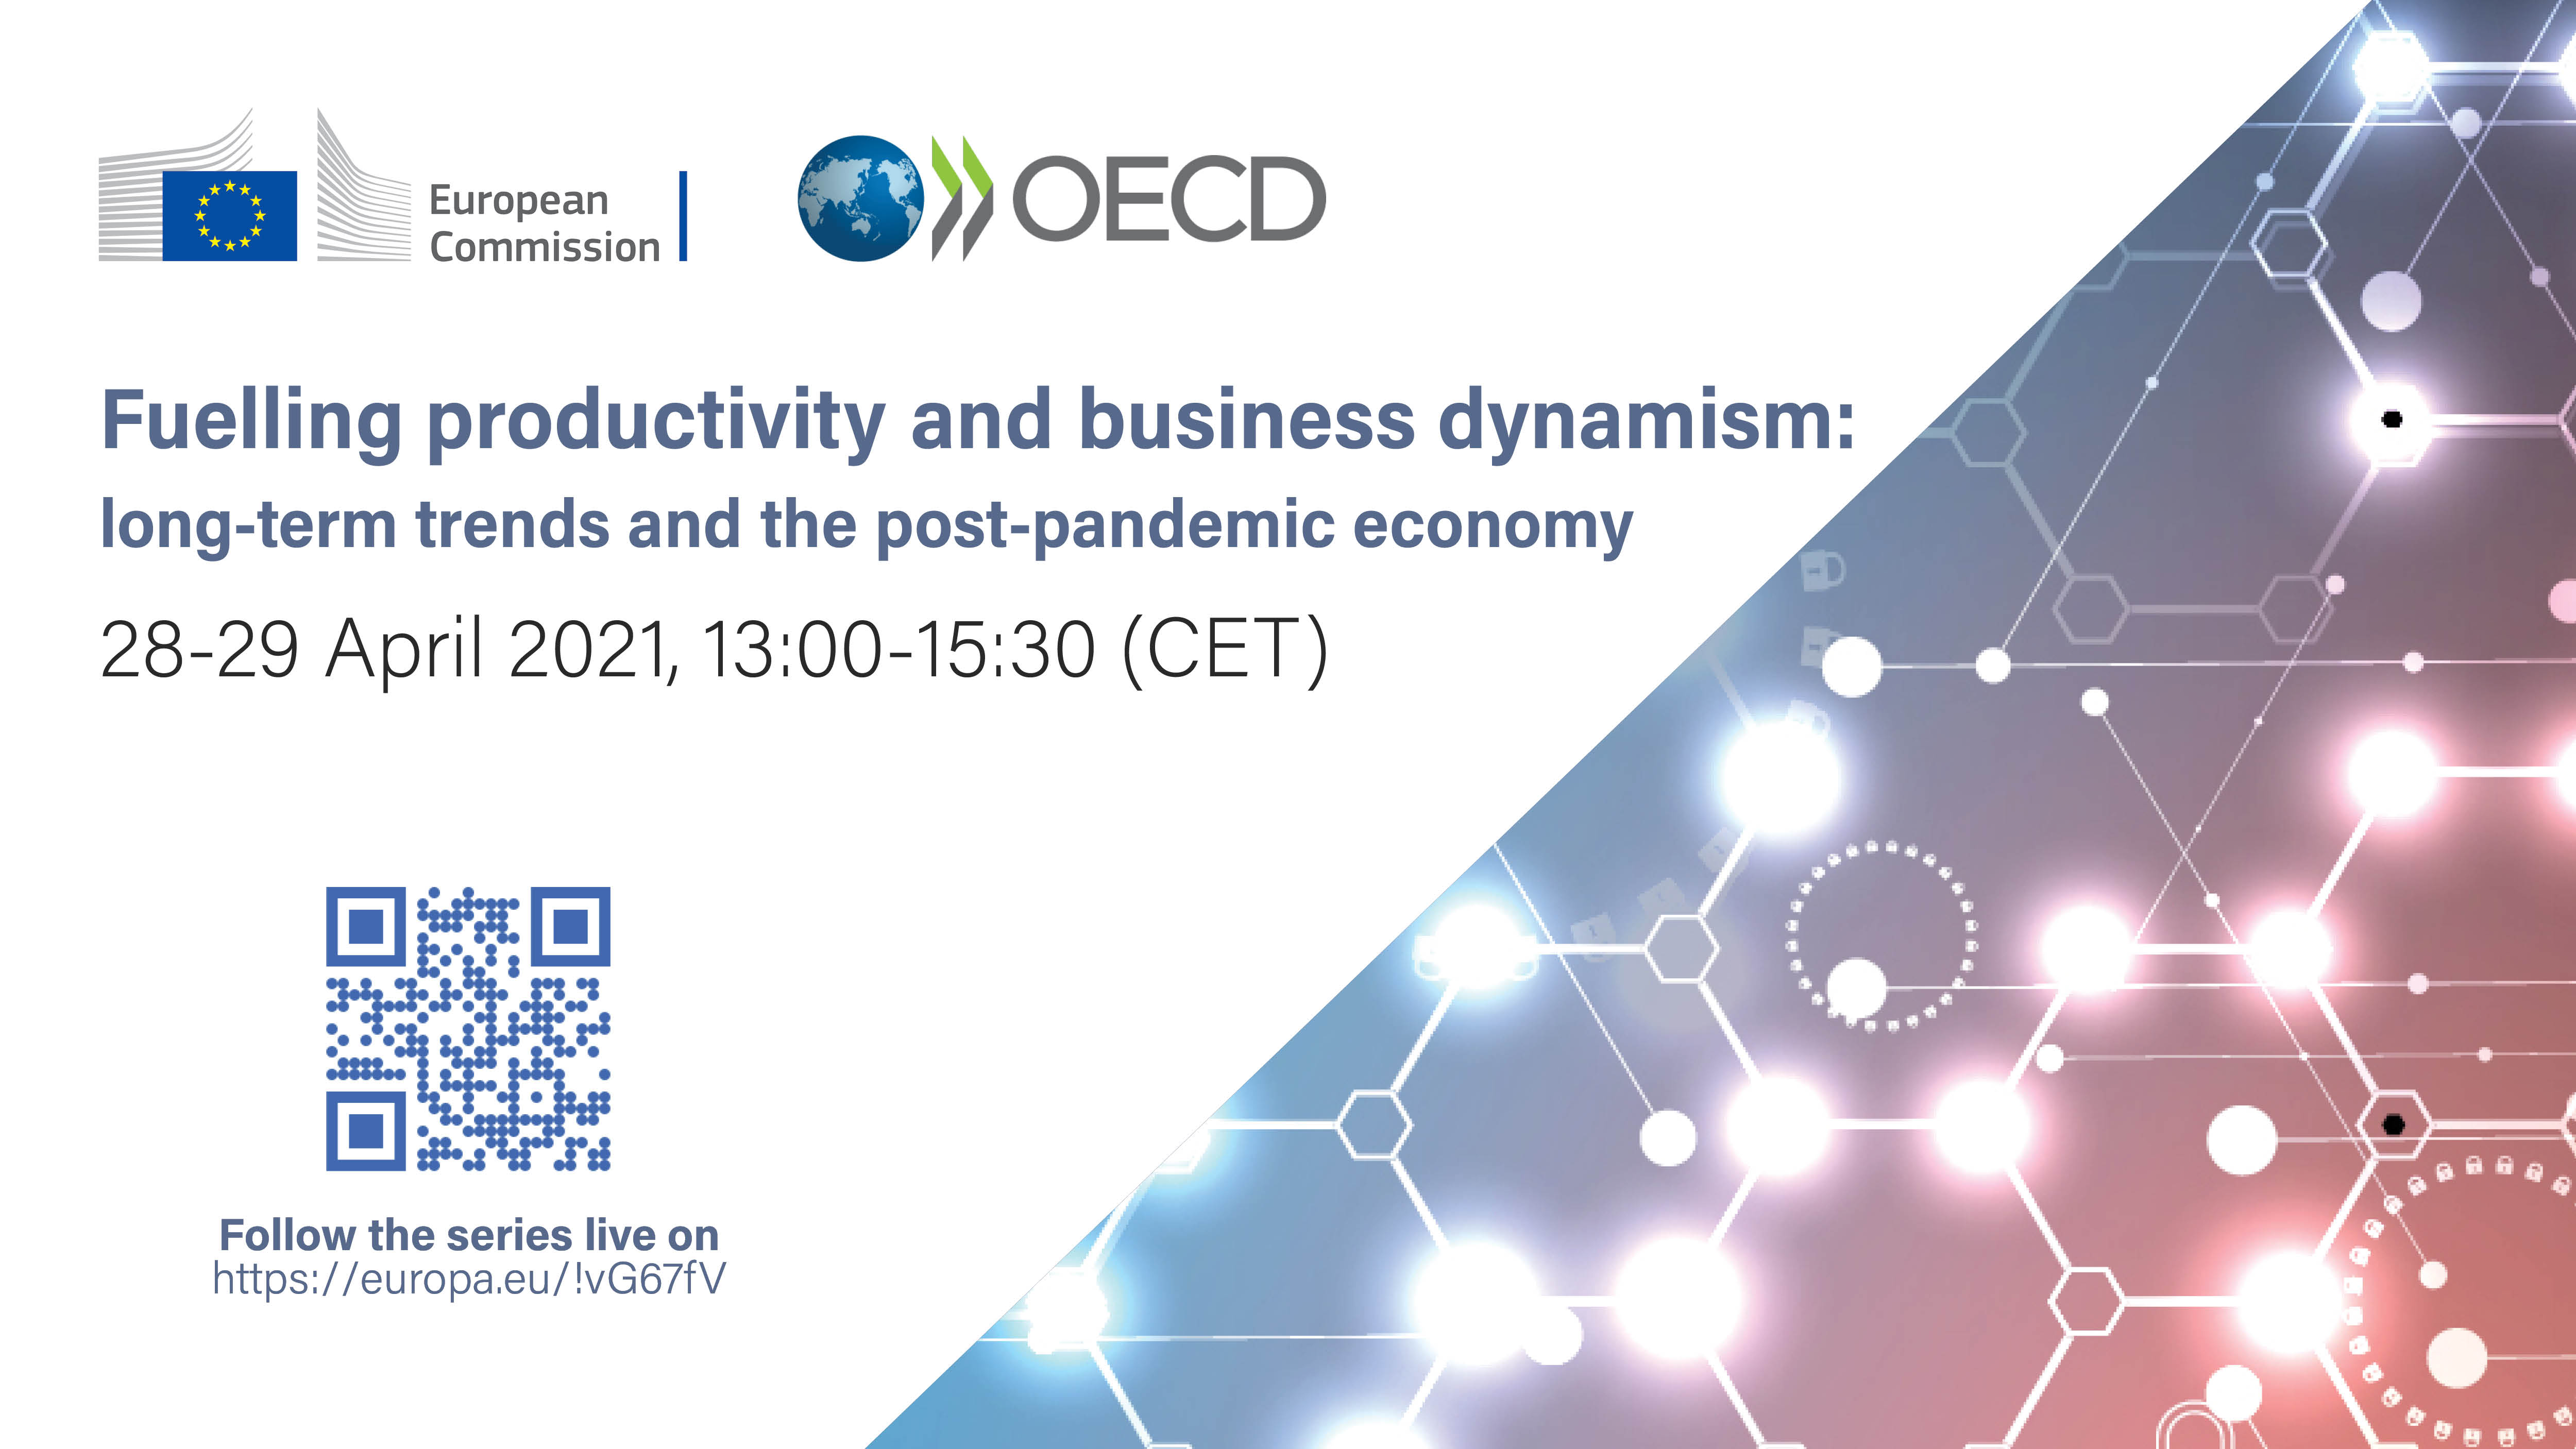 European
Commission
OECD
Fuelling productivity and business dynamism:
long-term trends and the post-pandemic economy
28-29 April 2021, 13:00-15:30 (CET)
Follow the series live on
https://europa.eu/!vG67fV